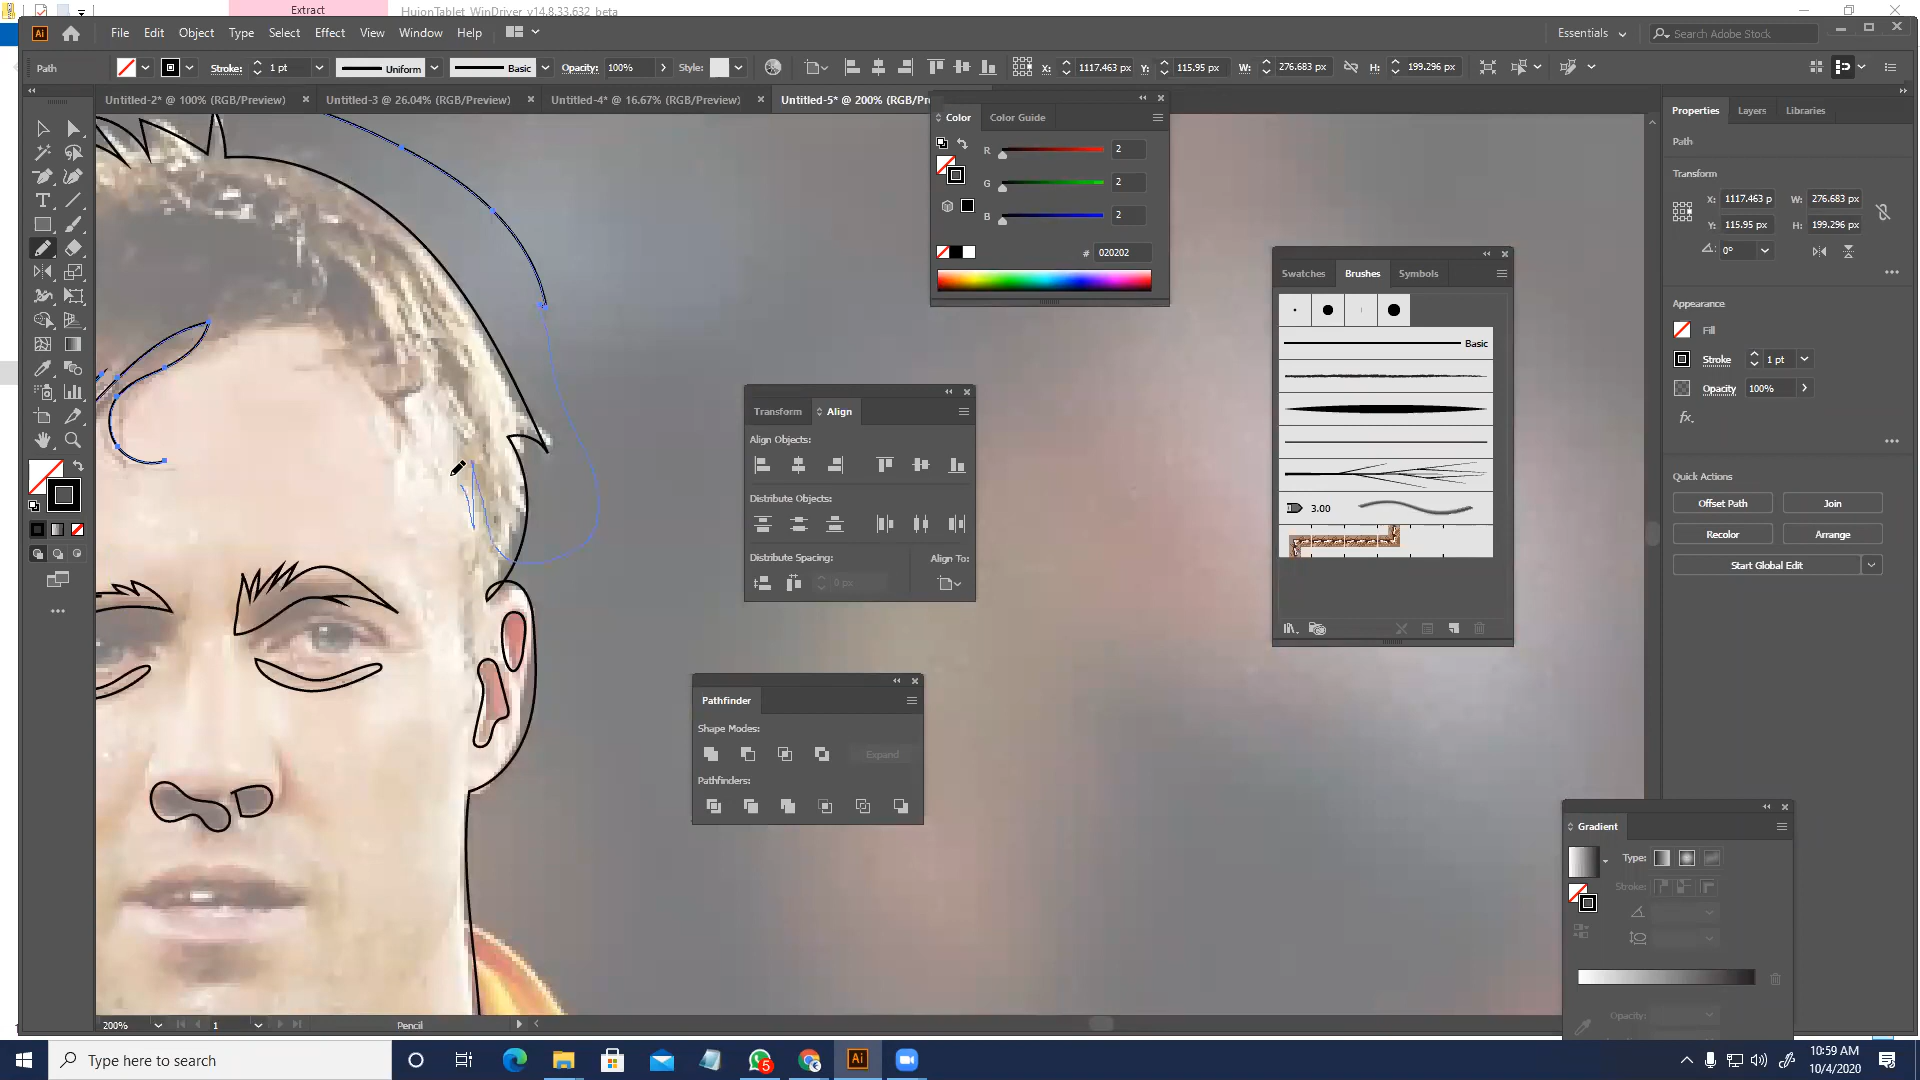 Extract
HuionTablet_WinDriver_v14.8.33.632_beta
Ai
File Edit Object Type Select Effect View Window Help
Essentials
Search Adobe Stock
Path
Stroke: 1 pt
Uniform
Basic
Opacity: 100%
Style:
X: 1117.463 px
Y: 115.95 px
W: 276.683 px
H: 199.296 px
Untitled-2* @ 100% (RGB/Preview)
Untitled-3 @ 26.04% (RGB/Preview)
Untitled-4* @ 16.67% (RGB/Preview)
Untitled-5* @ 200% (RGB/Pre
Color
Color Guide
R 2
G 2
B 2
# 020202
Swatches Brushes Symbols
Basic
3.00
Transform Align
Align Objects:
Distribute Objects:
Distribute Spacing:
Align To:
0 px
Pathfinder
Shape Modes:
Expand
Pathfinders:
Properties Layers Libraries
Path
Transform
X: 1117.463 p
W: 276.683 px
Y: 115.95 px
H: 199.296 px
0°
Appearance
Fill
Stroke 1 pt
Opacity 100%
fx.
Quick Actions
Offset Path Join
Recolor Arrange
Start Global Edit
Gradient
Type:
Stroke:
Opacity:
200%
1
Pencil
Type here to search
5
Ai
10:59 AM
10/4/2020